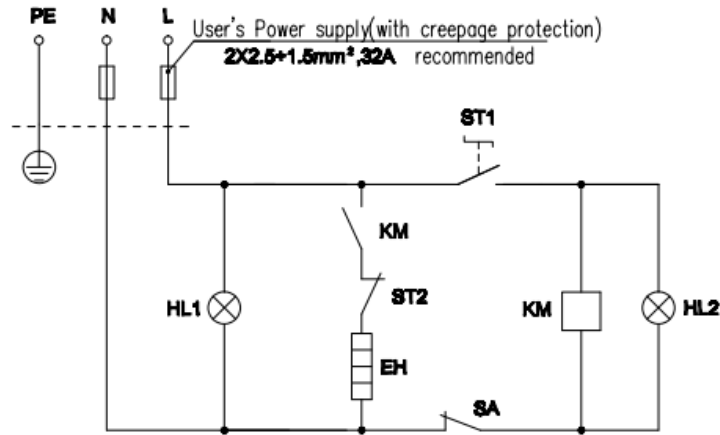 PE N L
User's Power supply(with creepage protection)
2X2.5+1.5mm²,32A recommended
ST1
KM
ST2
HL1
KM
HL2
EH
SA